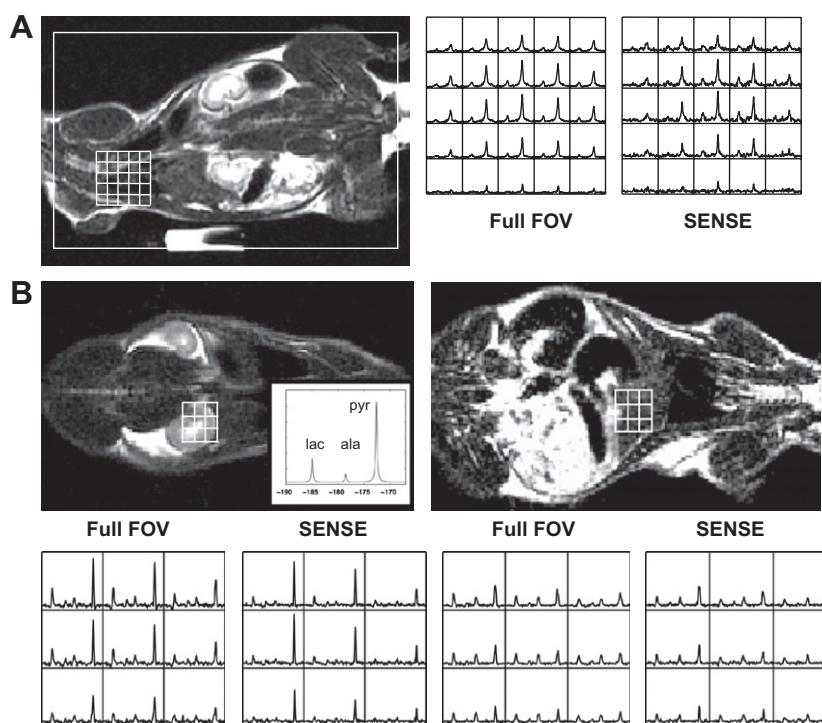 A
Full FOV SENSE
B
pyr
lac ala
-190 -185 -180 -175 -170
Full FOV SENSE Full FOV SENSE